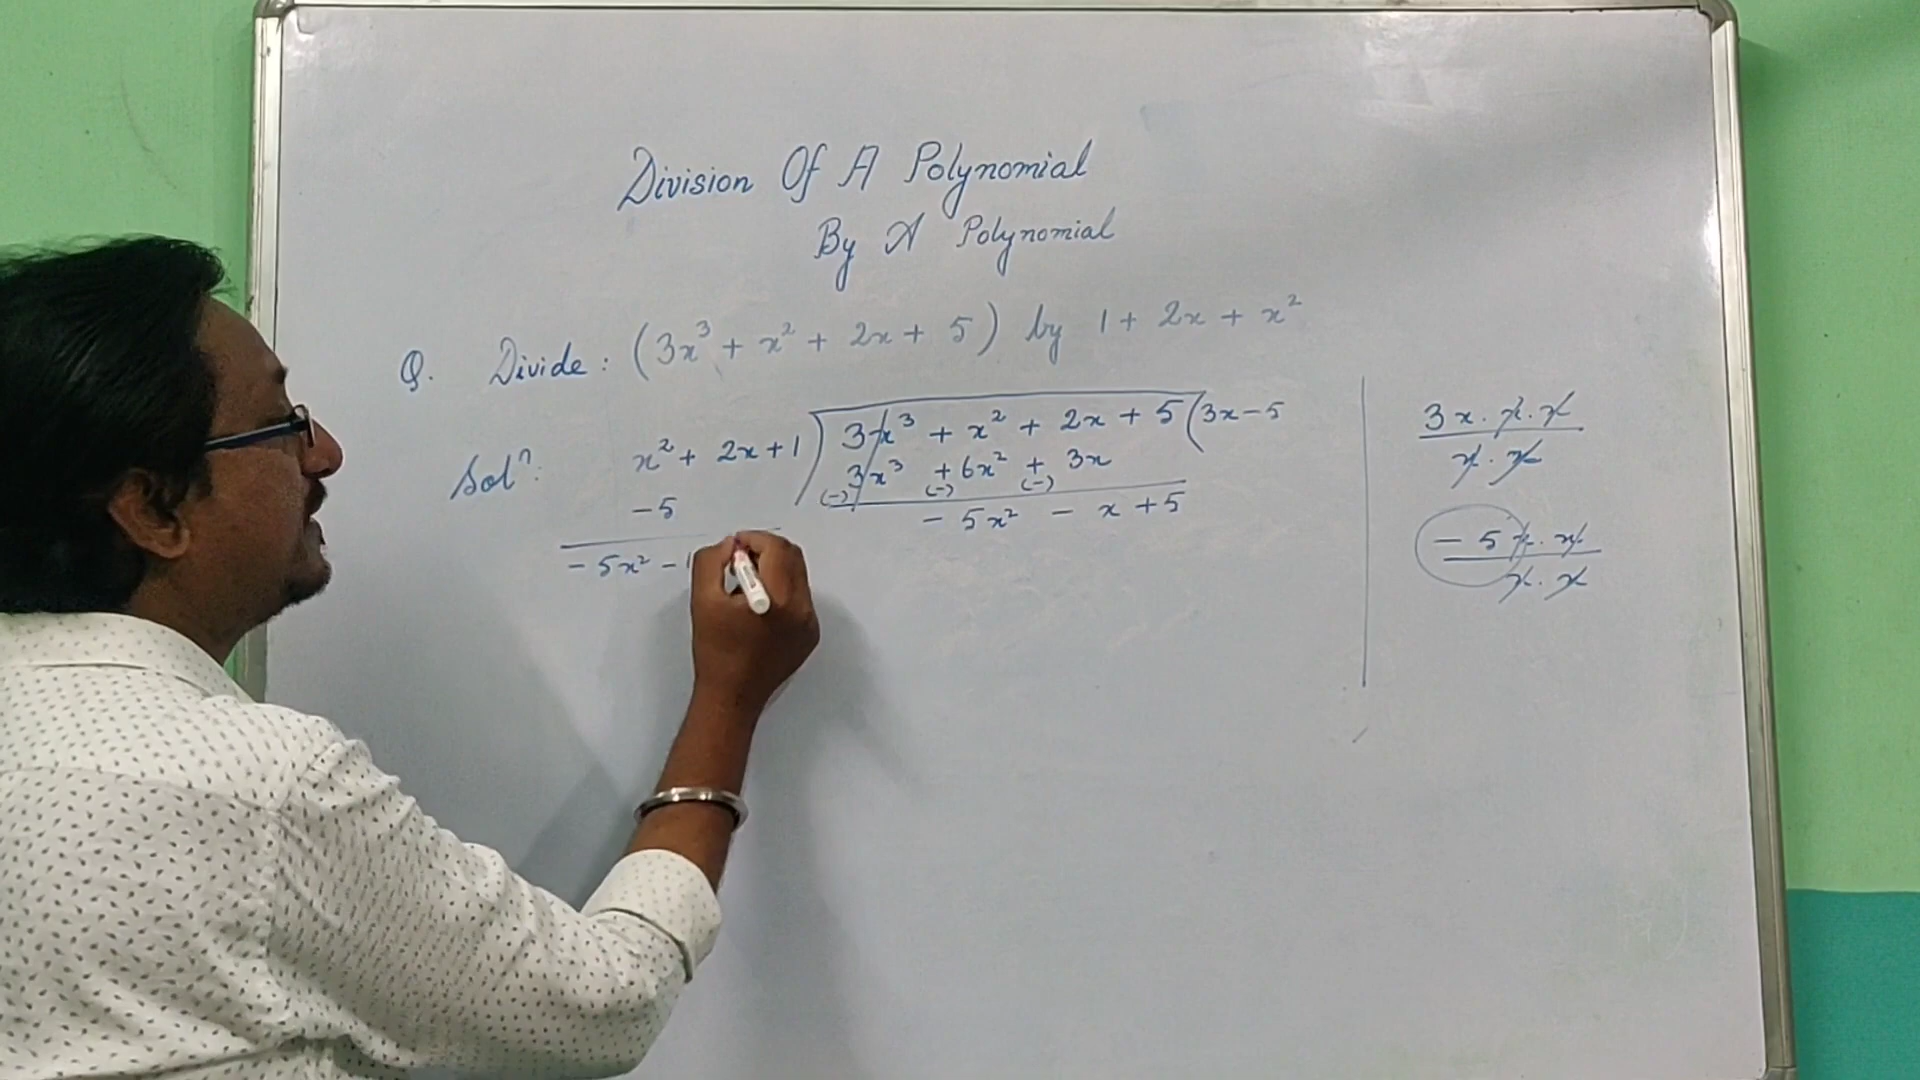 Division Of A Polynomial
By A Polynomial
Q. Divide : (3x³ + x² + 2x + 5) by 1 + 2x + x²
Solⁿ: x² + 2x + 1 ) 3x³ + x² + 2x + 5 ( 3x - 5
3x³ + 6x² + 3x
(-) (-) (-)
-5
- 5x² - x + 5
- 5x² - 1
3x . x . x
x . x
- 5 x . x
x . x